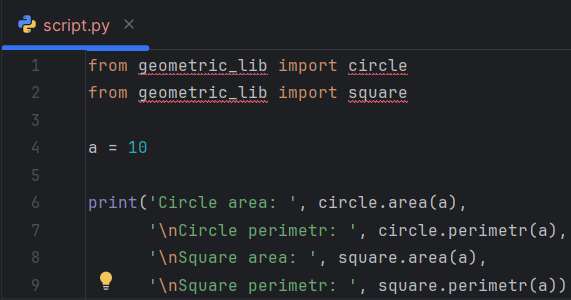 script.py
1 from geometric_lib import circle
2 from geometric_lib import square
3
4 a = 10
5
6 print('Circle area: ', circle.area(a),
7 '\nCircle perimetr: ', circle.perimetr(a),
8 '\nSquare area: ', square.area(a),
9 '\nSquare perimetr: ', square.perimetr(a))